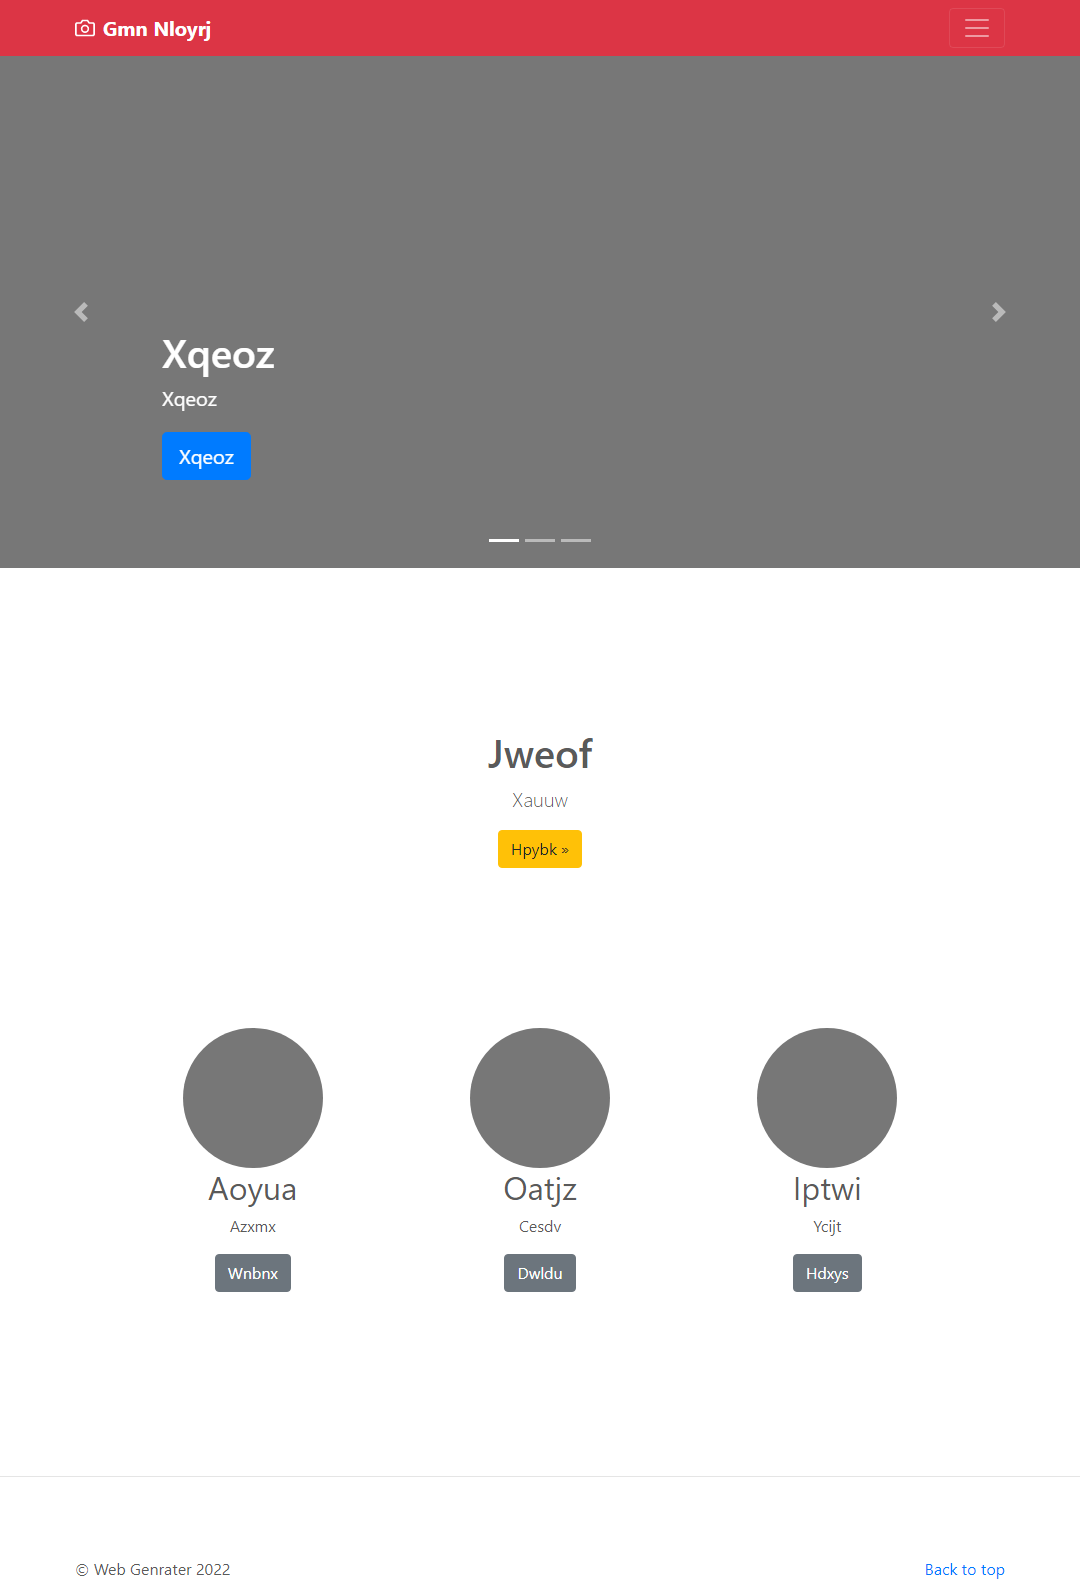 Gmn Nloyrj
Xqeoz
Xqeoz
Xqeoz
Jweof
Xauuw
Hpybk »
Aoyua
Azxmx
Wnbnx
Oatjz
Cesdv
Dwldu
Iptwi
Ycijt
Hdxys
© Web Genrater 2022
Back to top